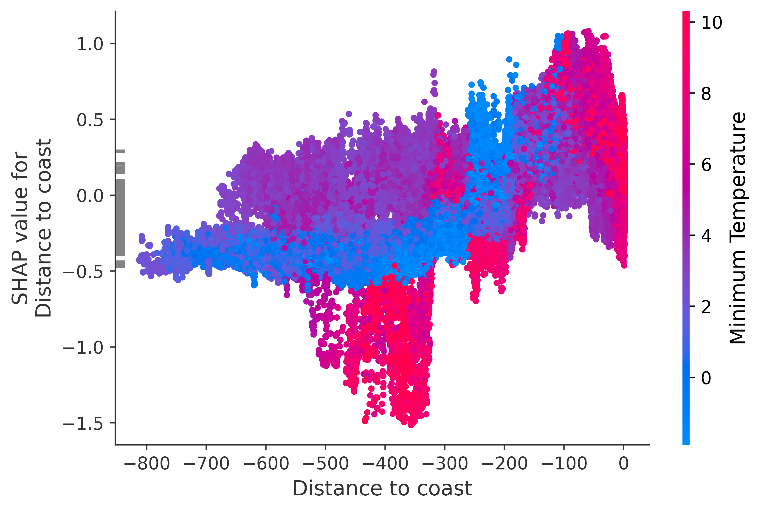 1.0
0.5
0.0
−0.5
−1.0
−1.5
SHAP value for
Distance to coast
−800 −700 −600 −500 −400 −300 −200 −100 0
Distance to coast
10
8
6
4
2
0
Minimum Temperature